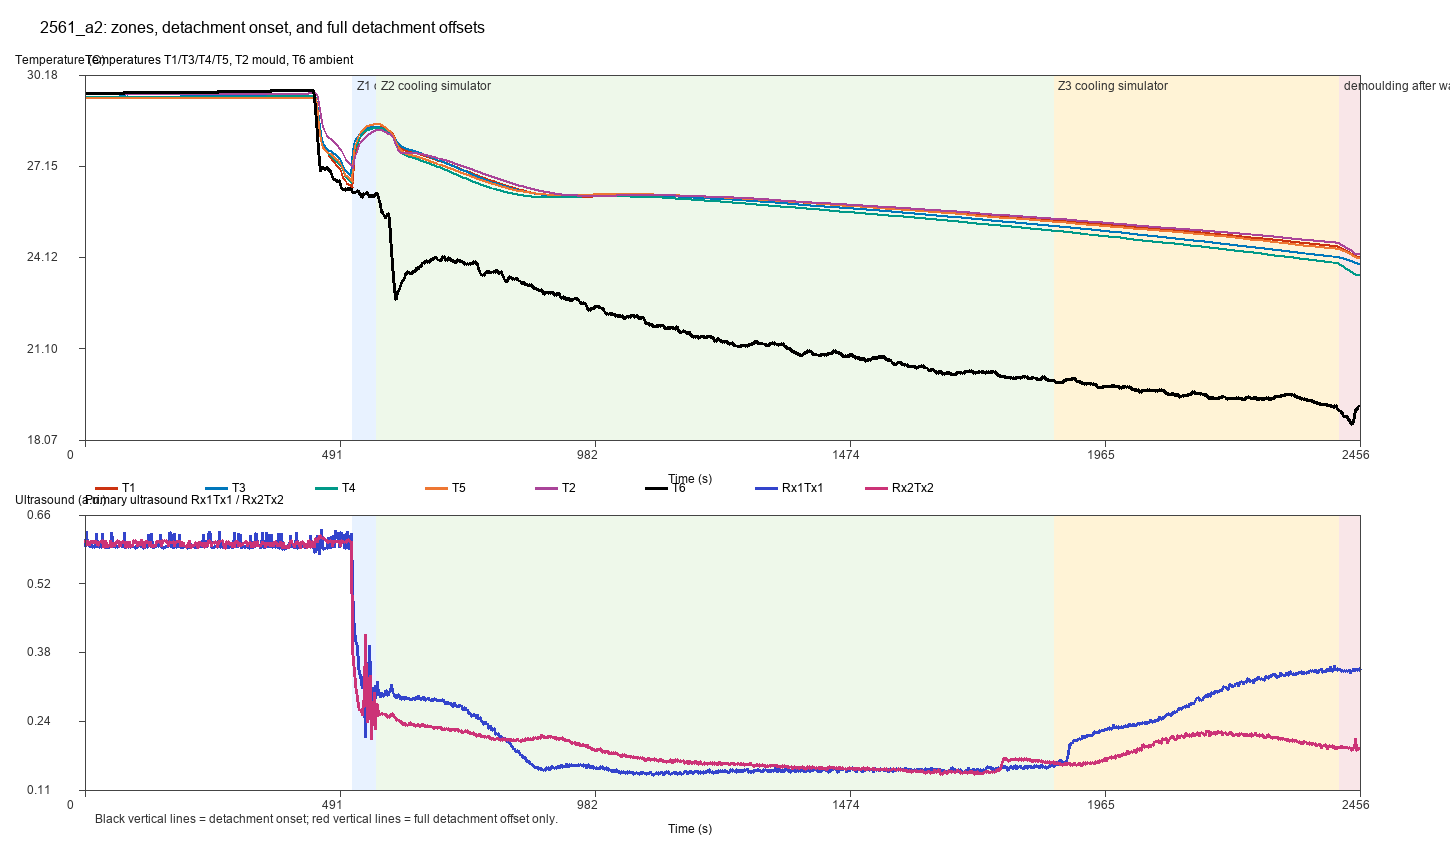 2561_a2: zones, detachment onset, and full detachment offsets
Temperatures T1/T3/T4/T5, T2 mould, T6 ambient
30.18
Z1
Z2 cooling simulator
Z3 cooling simulator
demoulding after
27.15
24.12
21.10
18.07
0
491
982
1474
1965
2456
Time (s)
T1
T3
T4
T5
T2
T6
Rx1Tx1
Rx2Tx2
Ultrasound (a.u.)
Primary ultrasound Rx1Tx1 / Rx2Tx2
0.66
0.52
0.38
0.24
0.11
0
491
982
1474
1965
2456
Black vertical lines = detachment onset; red vertical lines = full detachment offset only.
Time (s)